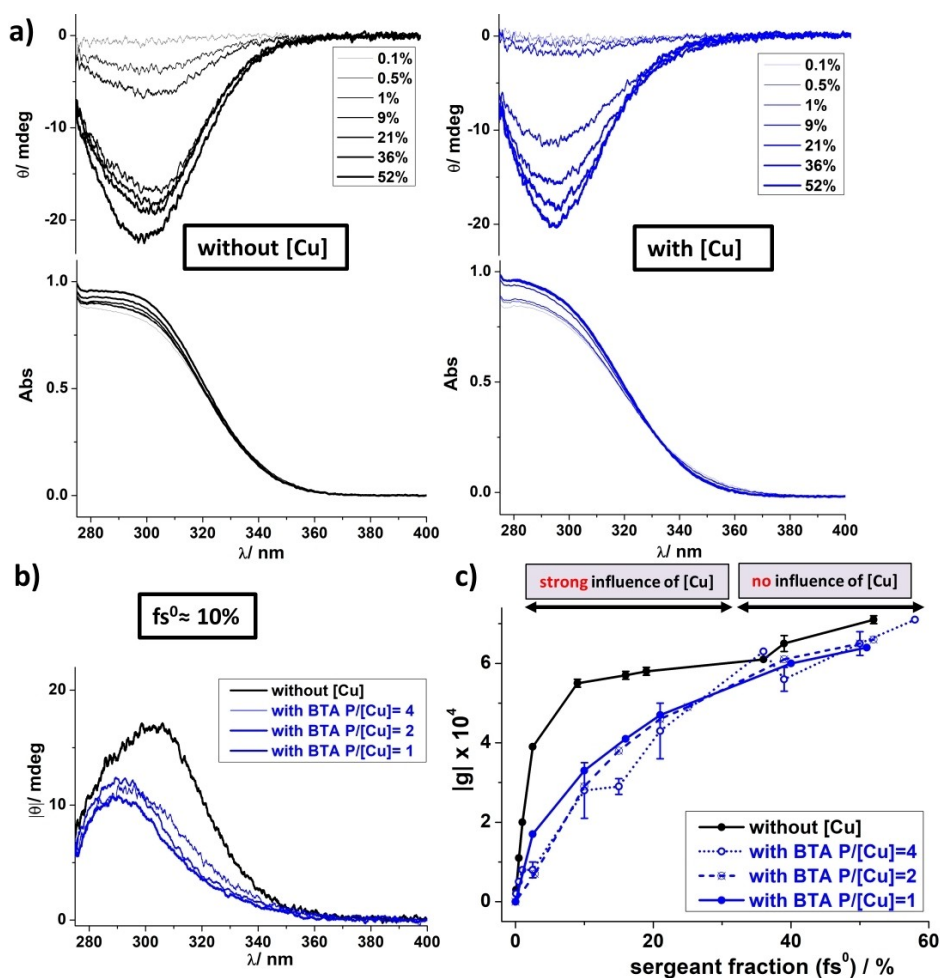 a)
0
-10
-20
θ/ mdeg
0.1%
0.5%
1%
9%
21%
36%
52%
without [Cu]
1.0
0.5
0.0
Abs
280 300 320 340 360 380 400
λ/ nm
0
-10
-20
θ/ mdeg
0.1%
0.5%
1%
9%
21%
36%
52%
with [Cu]
1.0
0.5
0.0
Abs
280 300 320 340 360 380 400
λ/ nm
b)
fs⁰≈ 10%
20
10
0
|θ|/ mdeg
without [Cu]
with BTA P/[Cu]= 4
with BTA P/[Cu]= 2
with BTA P/[Cu]= 1
280 300 320 340 360 380 400
λ/ nm
c)
strong influence of [Cu]
no influence of [Cu]
6
4
2
0
|g| x 10⁴
without [Cu]
with BTA P/[Cu]=4
with BTA P/[Cu]=2
with BTA P/[Cu]=1
0 20 40 60
sergeant fraction (fs⁰) / %